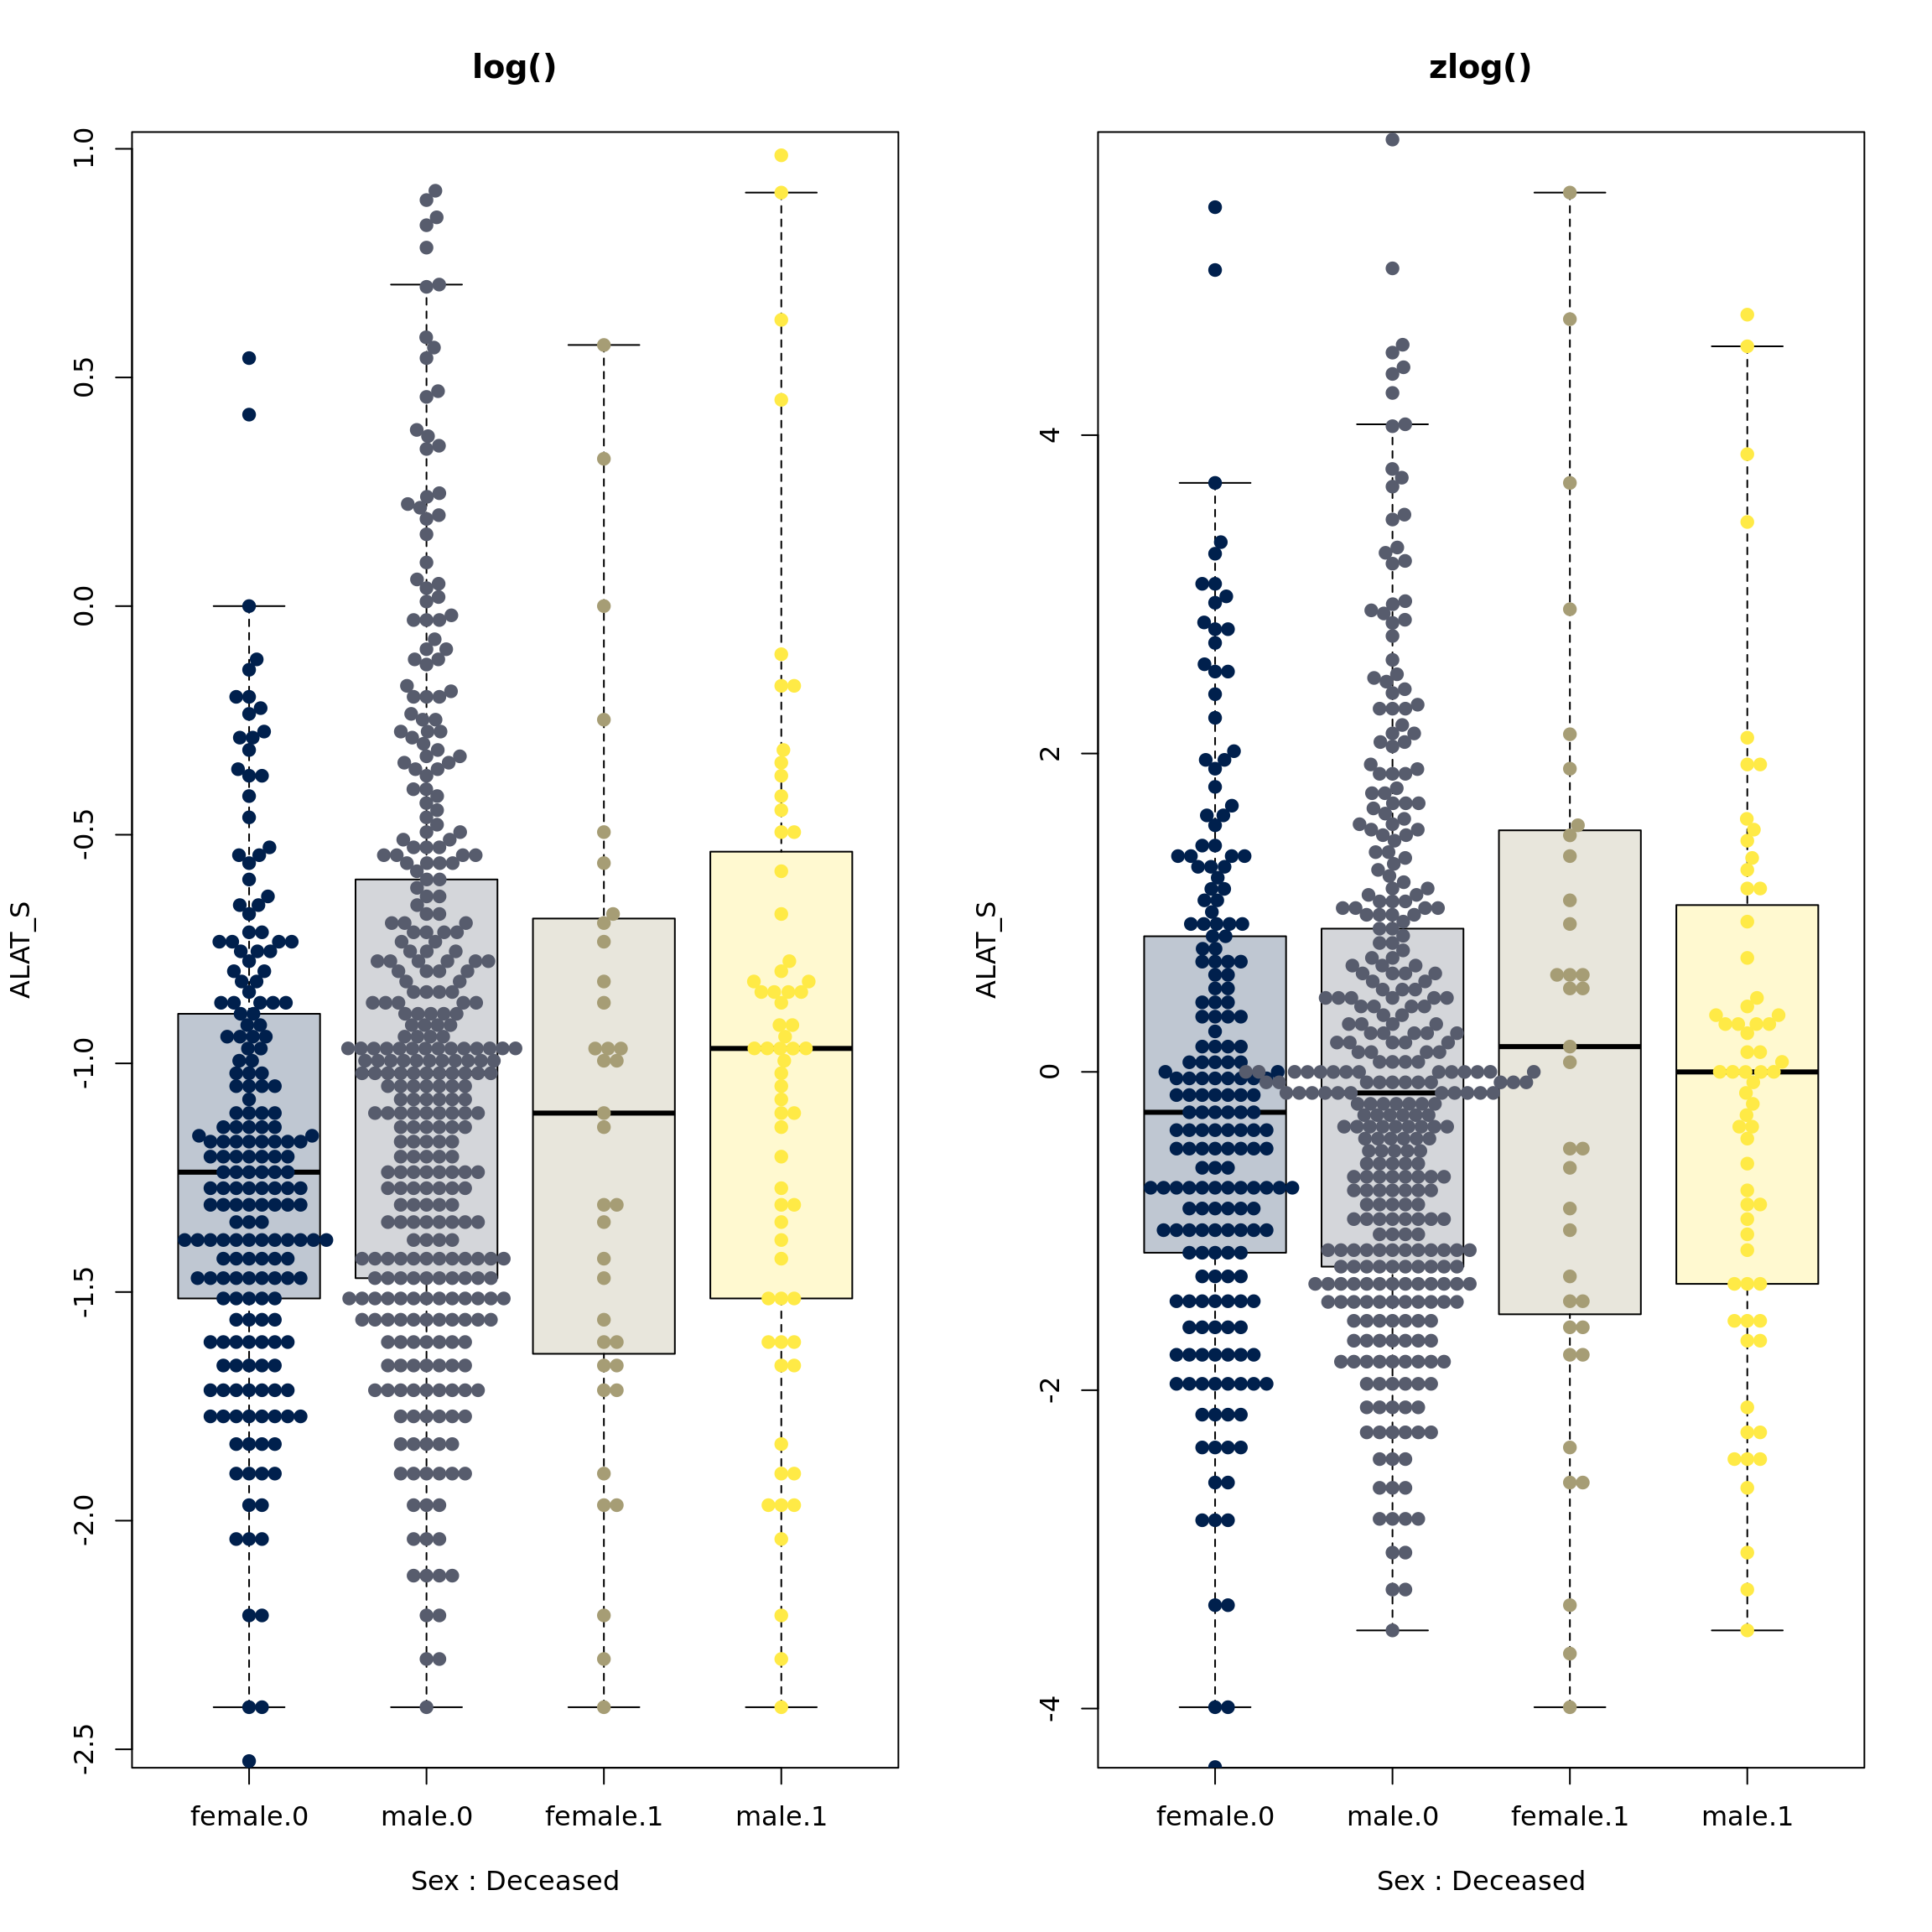 log()
ALAT_S
1.0
0.5
0.0
-0.5
-1.0
-1.5
-2.0
-2.5
female.0 male.0 female.1 male.1
Sex : Deceased
zlog()
ALAT_S
4
2
0
-2
-4
female.0 male.0 female.1 male.1
Sex : Deceased